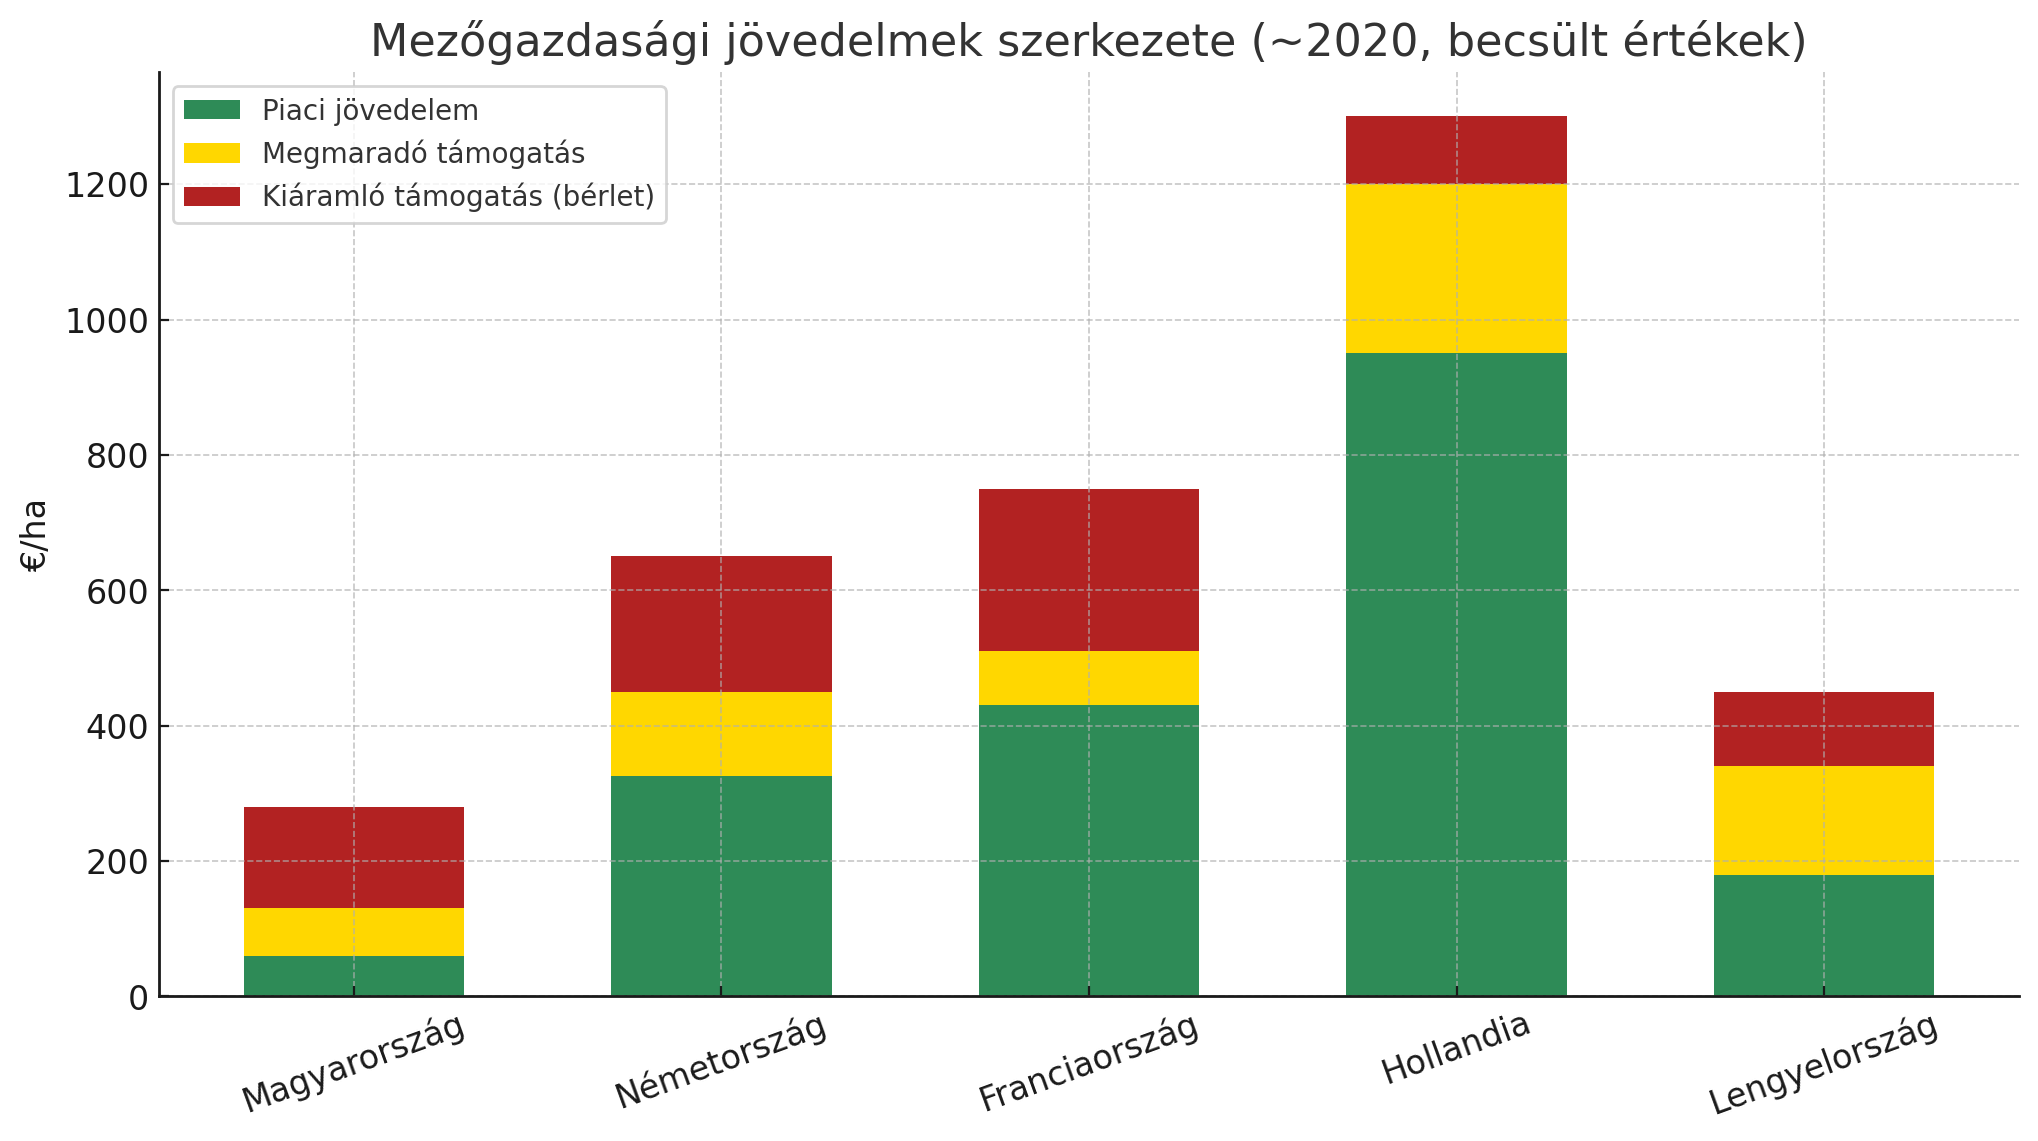 Mezőgazdasági jövedelmek szerkezete (~2020, becsült értékek)
Piaci jövedelem
Megmaradó támogatás
Kiáramló támogatás (bérlet)
€/ha
1200
1000
800
600
400
200
0
Magyarország
Németország
Franciaország
Hollandia
Lengyelország